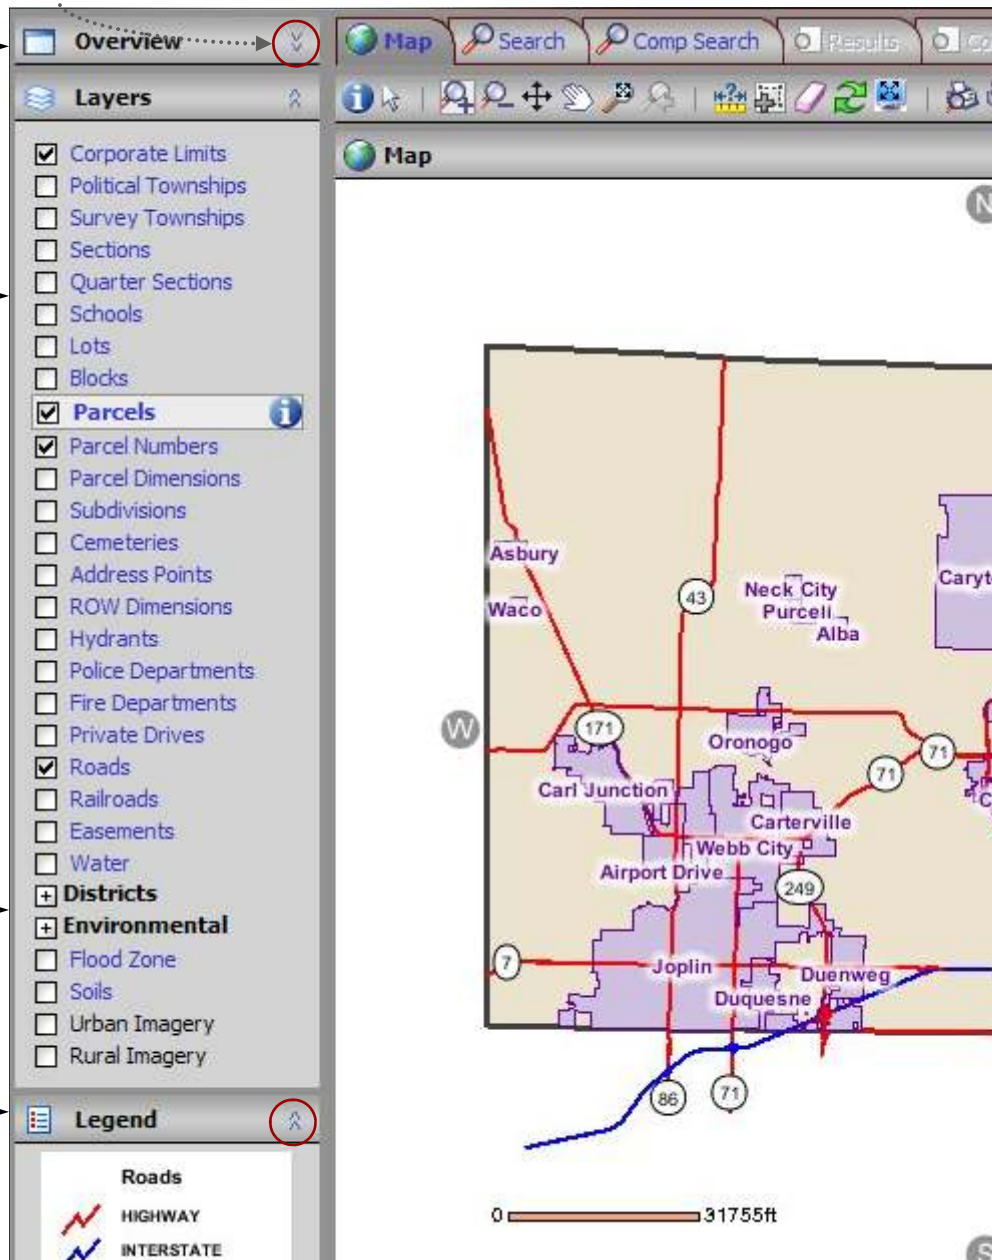 Overview
Map
Search
Comp Search
Results
Layers
Map
Corporate Limits
Political Townships
Survey Townships
Sections
Quarter Sections
Schools
Lots
Blocks
Parcels
Parcel Numbers
Parcel Dimensions
Subdivisions
Cemeteries
Address Points
ROW Dimensions
Hydrants
Police Departments
Fire Departments
Private Drives
Roads
Railroads
Easements
Water
Districts
Environmental
Flood Zone
Soils
Urban Imagery
Rural Imagery
Legend
Roads
HIGHWAY
INTERSTATE
N
Asbury
Caryt
43
Neck City
Waco
Purcell
Alba
W
171
Oronogo
71
71
Carl Junction
C
Carterville
Webb City
Airport Drive
249
7
Joplin
Duenweg
Duquesne
86
71
0
31755ft
S